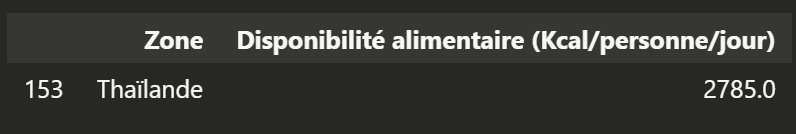 Zone Disponibilité alimentaire (Kcal/personne/jour)
153 Thaïlande 2785.0